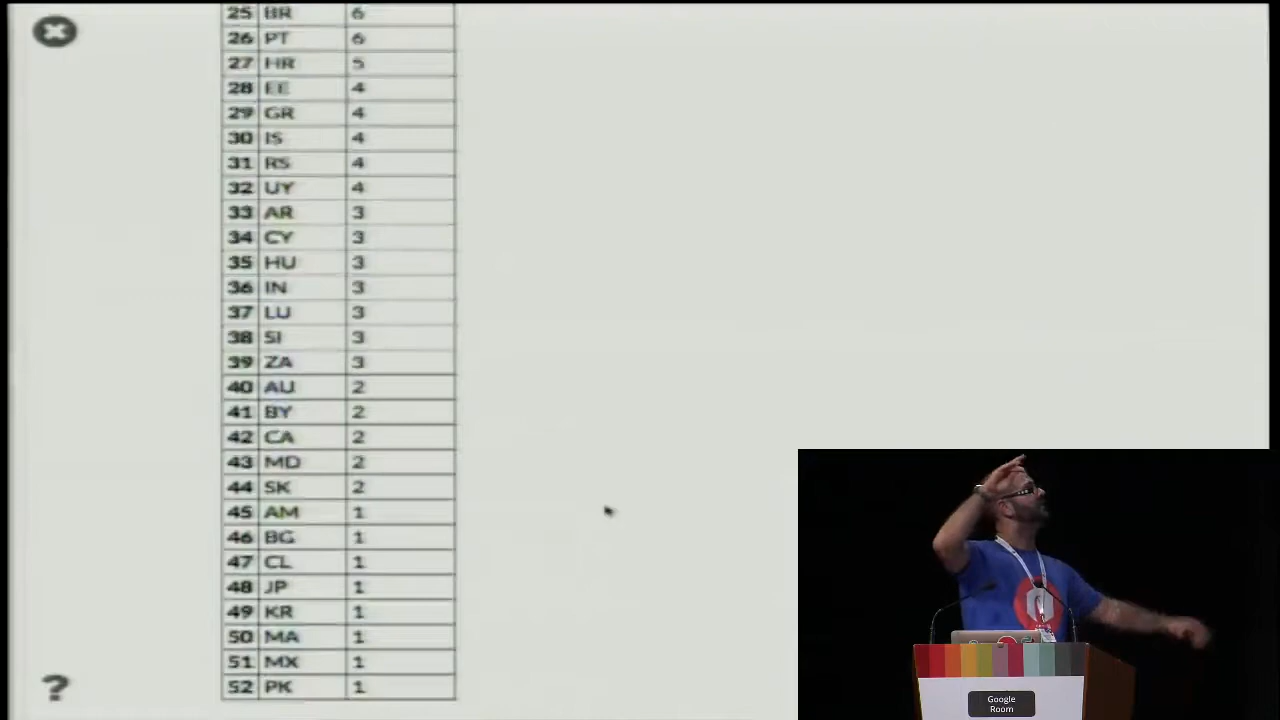 25 BR 6
26 PT 6
27 HR 5
28 EE 4
29 GR 4
30 IS 4
31 RS 4
32 UY 4
33 AR 3
34 CY 3
35 HU 3
36 IN 3
37 LU 3
38 SI 3
39 ZA 3
40 AU 2
41 BY 2
42 CA 2
43 MD 2
44 SK 2
45 AM 1
46 BG 1
47 CL 1
48 JP 1
49 KR 1
50 MA 1
51 MX 1
52 PK 1
?
Google
Room